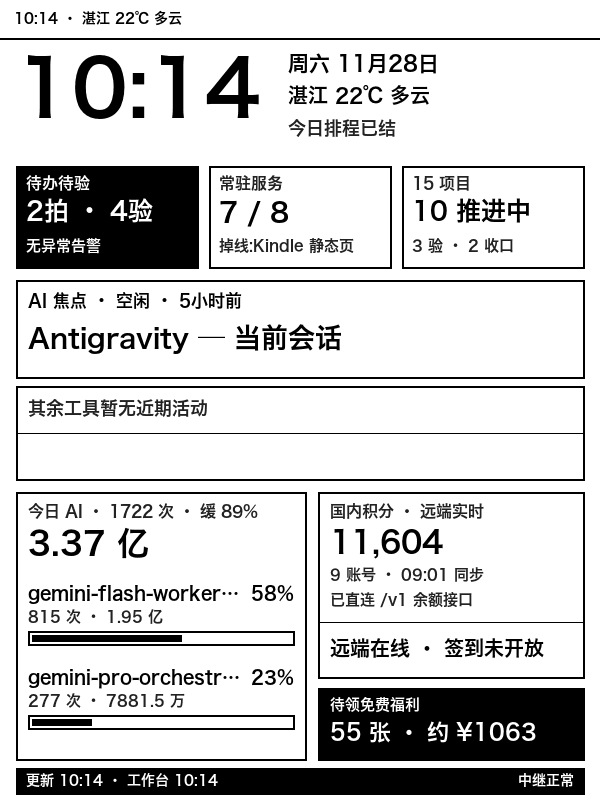 10:14 · 湛江 22℃ 多云
10:14
周六 11月28日
湛江 22℃ 多云
今日排程已结
待办待验
2拍 · 4验
无异常告警
常驻服务
7 / 8
掉线:Kindle 静态页
15 项目
10 推进中
3 验 · 2 收口
AI 焦点 · 空闲 · 5小时前
Antigravity — 当前会话
其余工具暂无近期活动
今日 AI · 1722 次 · 缓 89%
3.37 亿
gemini-flash-worker… 58%
815 次 · 1.95 亿
gemini-pro-orchestr… 23%
277 次 · 7881.5 万
国内积分 · 远端实时
11,604
9 账号 · 09:01 同步
已直连 /v1 余额接口
远端在线 · 签到未开放
待领免费福利
55 张 · 约 ¥1063
更新 10:14 · 工作台 10:14
中继正常